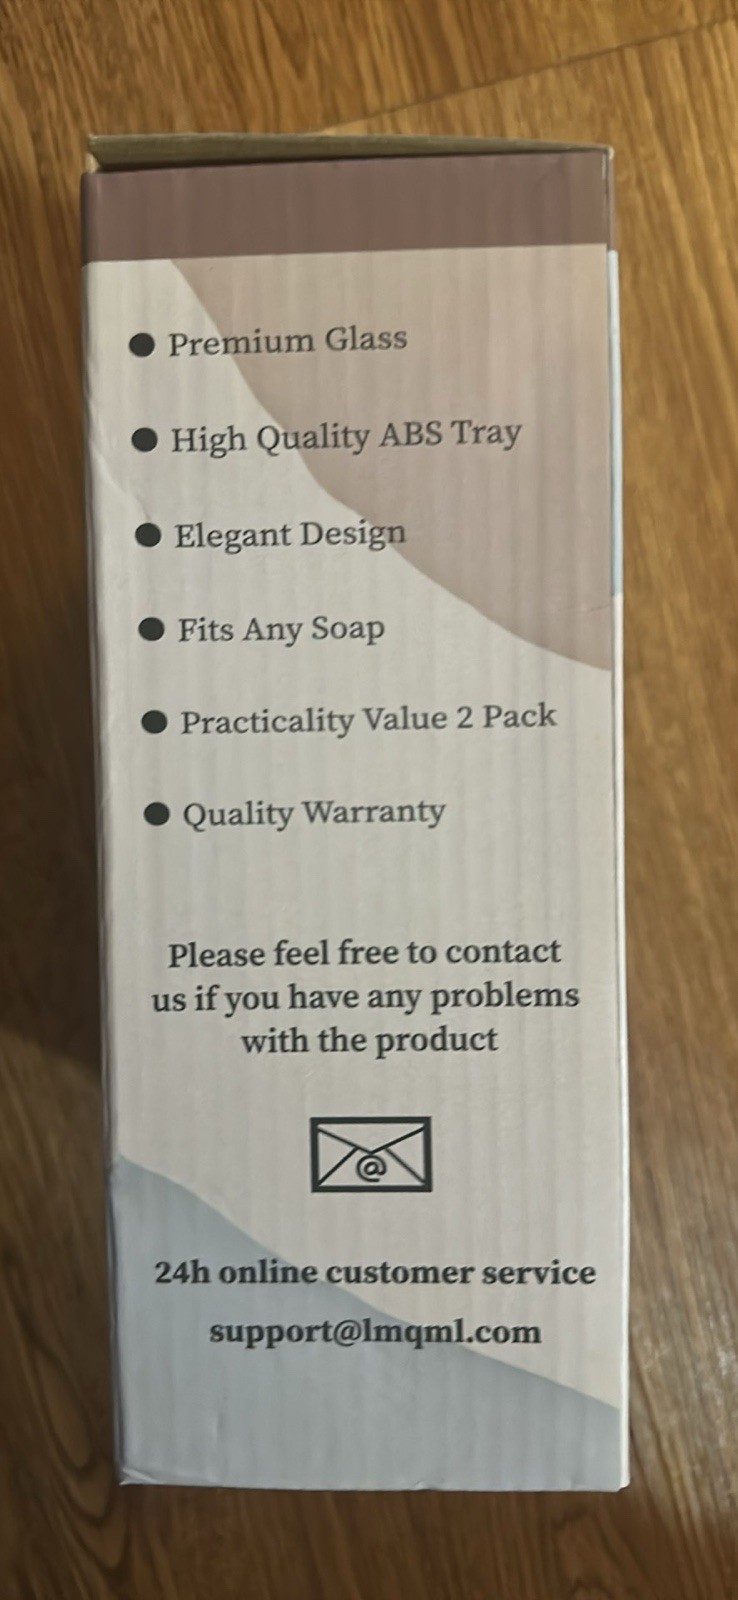 ● Premium Glass
● High Quality ABS Tray
● Elegant Design
● Fits Any Soap
● Practicality Value 2 Pack
● Quality Warranty
Please feel free to contact
us if you have any problems
with the product
@
24h online customer service
support@lmqml.com